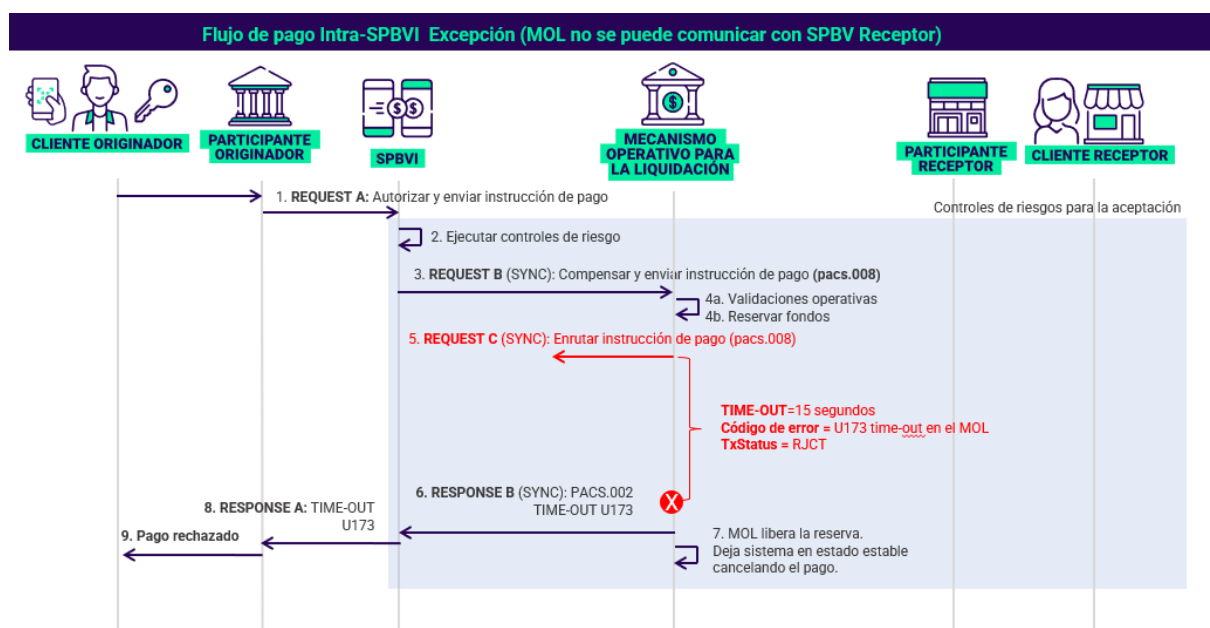 Flujo de pago Intra-SPBVI Excepción (MOL no se puede comunicar con SPBV Receptor)
CLIENTE ORIGINADOR
PARTICIPANTE
ORIGINADOR
SPBVI
MECANISMO
OPERATIVO PARA
LA LIQUIDACIÓN
PARTICIPANTE
RECEPTOR
CLIENTE RECEPTOR
1. REQUEST A: Autorizar y enviar instrucción de pago
Controles de riesgos para la aceptación
2. Ejecutar controles de riesgo
3. REQUEST B (SYNC): Compensar y enviar instrucción de pago (pacs.008)
4a. Validaciones operativas
4b. Reservar fondos
5. REQUEST C (SYNC): Enrutar instrucción de pago (pacs.008)
TIME-OUT=15 segundos
Código de error = U173 time-out en el MOL
TxStatus = RJCT
6. RESPONSE B (SYNC): PACS.002
TIME-OUT U173
X
8. RESPONSE A: TIME-OUT
U173
9. Pago rechazado
7. MOL libera la reserva.
Deja sistema en estado estable
cancelando el pago.